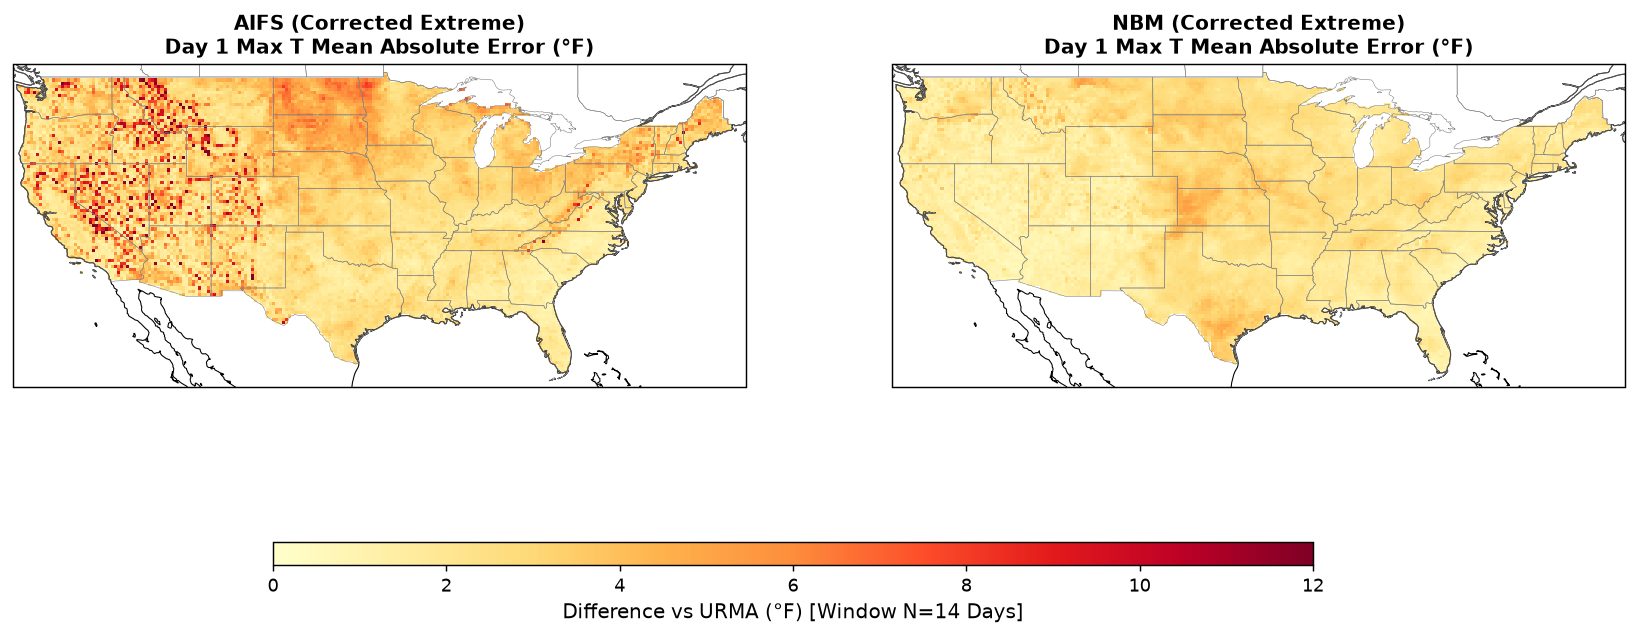 AIFS (Corrected Extreme)
Day 1 Max T Mean Absolute Error (°F)
NBM (Corrected Extreme)
Day 1 Max T Mean Absolute Error (°F)
0 2 4 6 8 10 12
Difference vs URMA (°F) [Window N=14 Days]